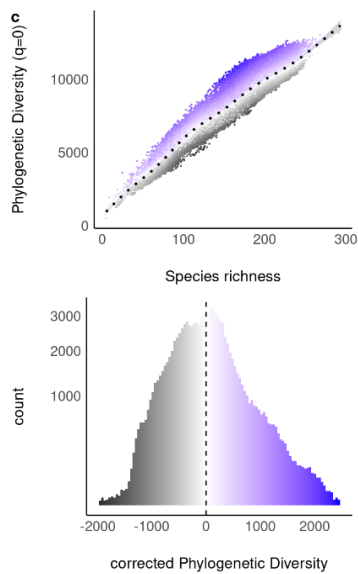 c
Phylogenetic Diversity (q=0)
10000
5000
0
0 100 200 300
Species richness
3000
2000
1000
count
-2000 -1000 0 1000 2000
corrected Phylogenetic Diversity